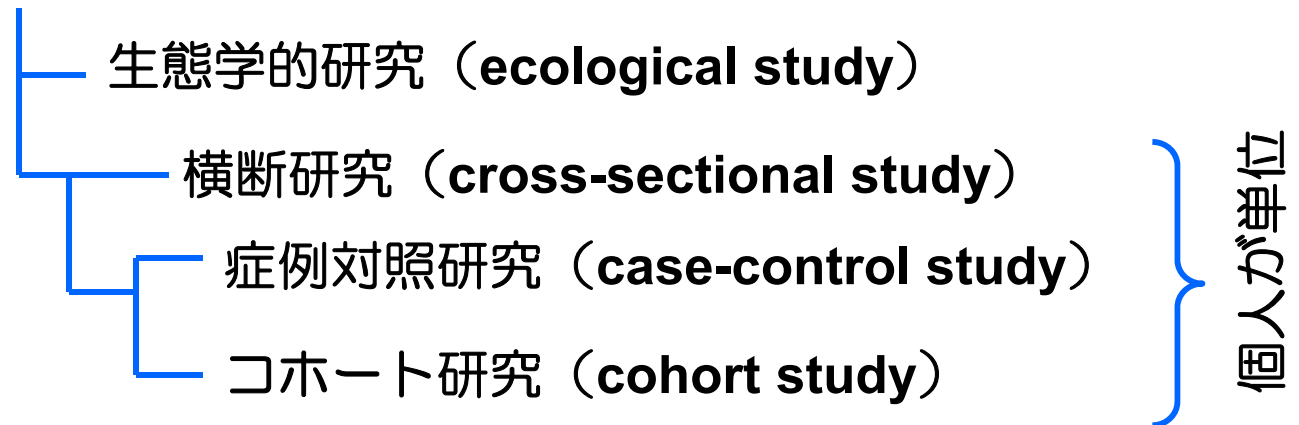 生態学的研究（ecological study）
横断研究（cross-sectional study）
症例対照研究（case-control study）
コホート研究（cohort study）
個人が単位